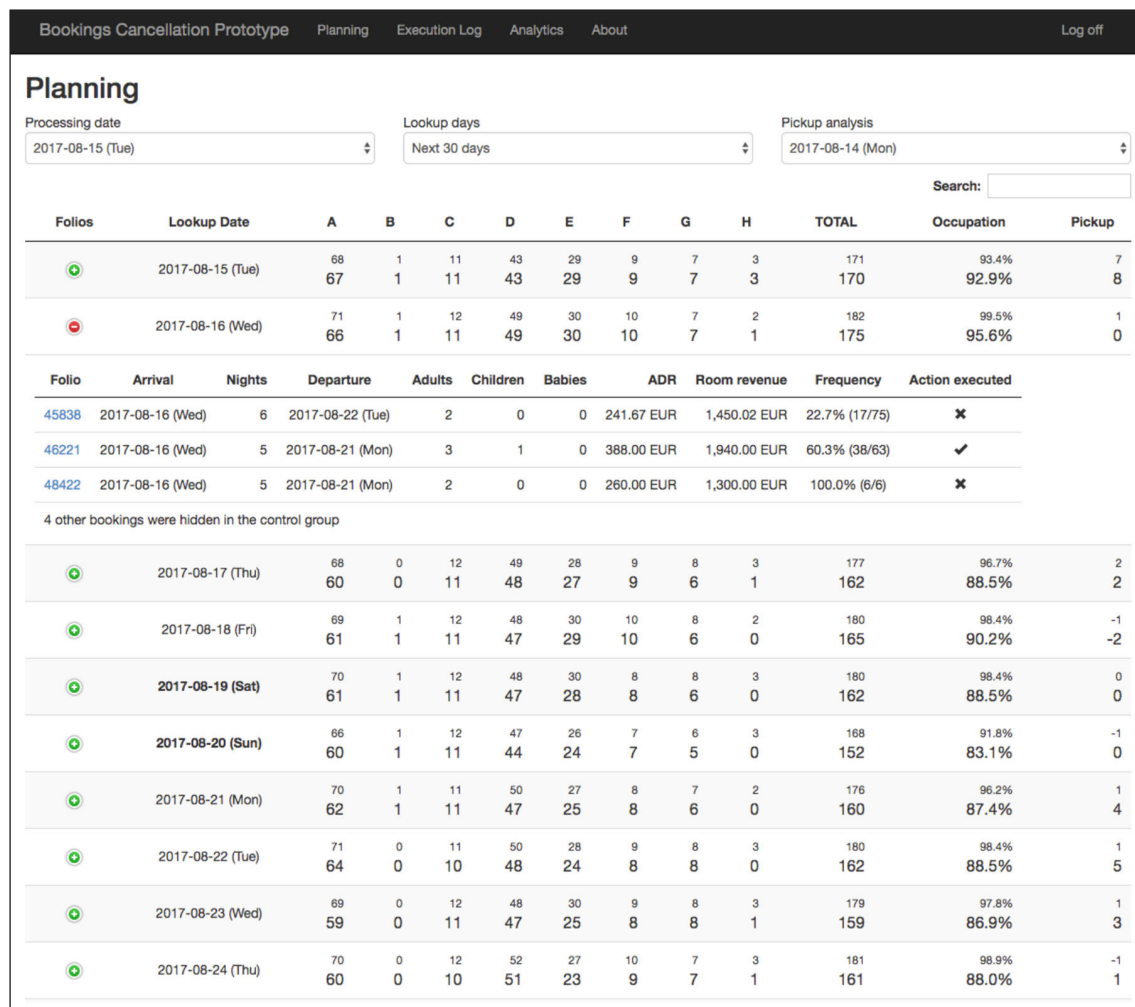 Bookings Cancellation Prototype Planning Execution Log Analytics About Log off
Planning
Processing date Lookup days Pickup analysis
2017-08-15 (Tue) Next 30 days 2017-08-14 (Mon)
Search:
Folios Lookup Date A B C D E F G H TOTAL Occupation Pickup
68 1 11 43 29 9 7 3 171 93.4% 7
2017-08-15 (Tue)
67 1 11 43 29 9 7 3 170 92.9% 8
71 1 12 49 30 10 7 2 182 99.5% 1
2017-08-16 (Wed)
66 1 11 49 30 10 7 1 175 95.6% 0
Folio Arrival Nights Departure Adults Children Babies ADR Room revenue Frequency Action executed
45838 2017-08-16 (Wed) 6 2017-08-22 (Tue) 2 0 0 241.67 EUR 1,450.02 EUR 22.7% (17/75)
46221 2017-08-16 (Wed) 5 2017-08-21 (Mon) 3 1 0 388.00 EUR 1,940.00 EUR 60.3% (38/63)
48422 2017-08-16 (Wed) 5 2017-08-21 (Mon) 2 0 0 260.00 EUR 1,300.00 EUR 100.0% (6/6)
4 other bookings were hidden in the control group
68 0 12 49 28 9 8 3 177 96.7% 2
2017-08-17 (Thu)
60 0 11 48 27 9 6 1 162 88.5% 2
69 1 12 48 30 10 8 2 180 98.4% -1
2017-08-18 (Fri)
61 1 11 47 29 10 6 0 165 90.2% -2
70 1 12 48 30 8 8 3 180 98.4% 0
2017-08-19 (Sat)
61 1 11 47 28 8 6 0 162 88.5% 0
66 1 12 47 26 7 6 3 168 91.8% -1
2017-08-20 (Sun)
60 1 11 44 24 7 5 0 152 83.1% 0
70 1 11 50 27 8 7 2 176 96.2% 1
2017-08-21 (Mon)
62 1 11 47 25 8 6 0 160 87.4% 4
71 0 11 50 28 9 8 3 180 98.4% 1
2017-08-22 (Tue)
64 0 10 48 24 8 8 0 162 88.5% 5
69 0 12 48 30 9 8 3 179 97.8% 1
2017-08-23 (Wed)
59 0 11 47 25 8 8 1 159 86.9% 3
70 0 12 52 27 10 7 3 181 98.9% -1
2017-08-24 (Thu)
60 0 10 51 23 9 7 1 161 88.0% 1